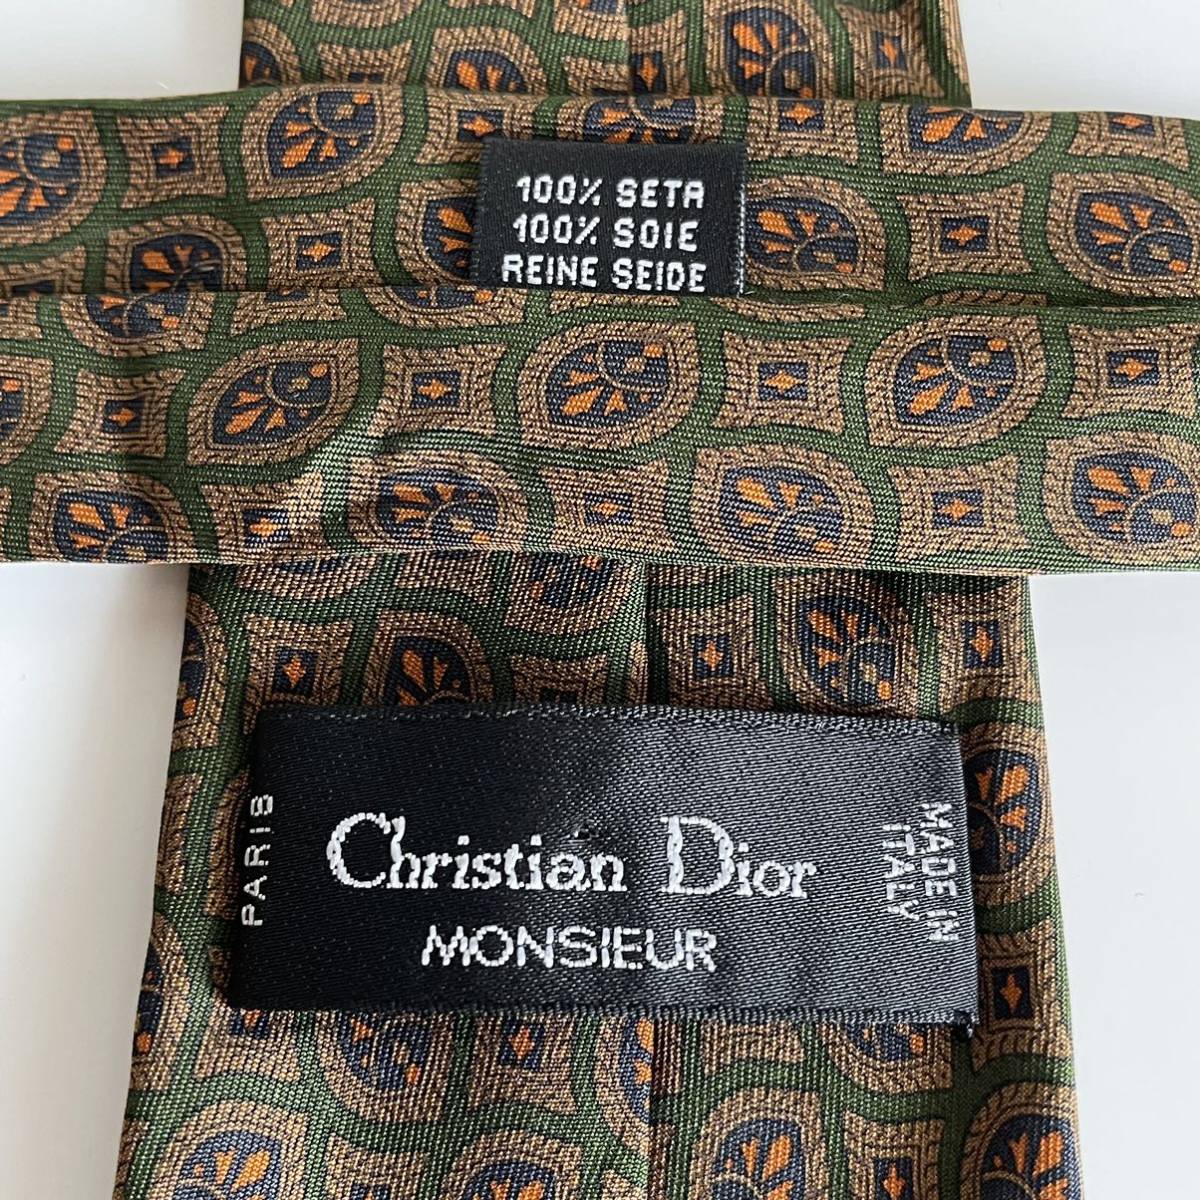 100% SETA
100% SOIE
REINE SEIDE
PARIS
Christian Dior
MONSIEUR
MADE IN
ITALY